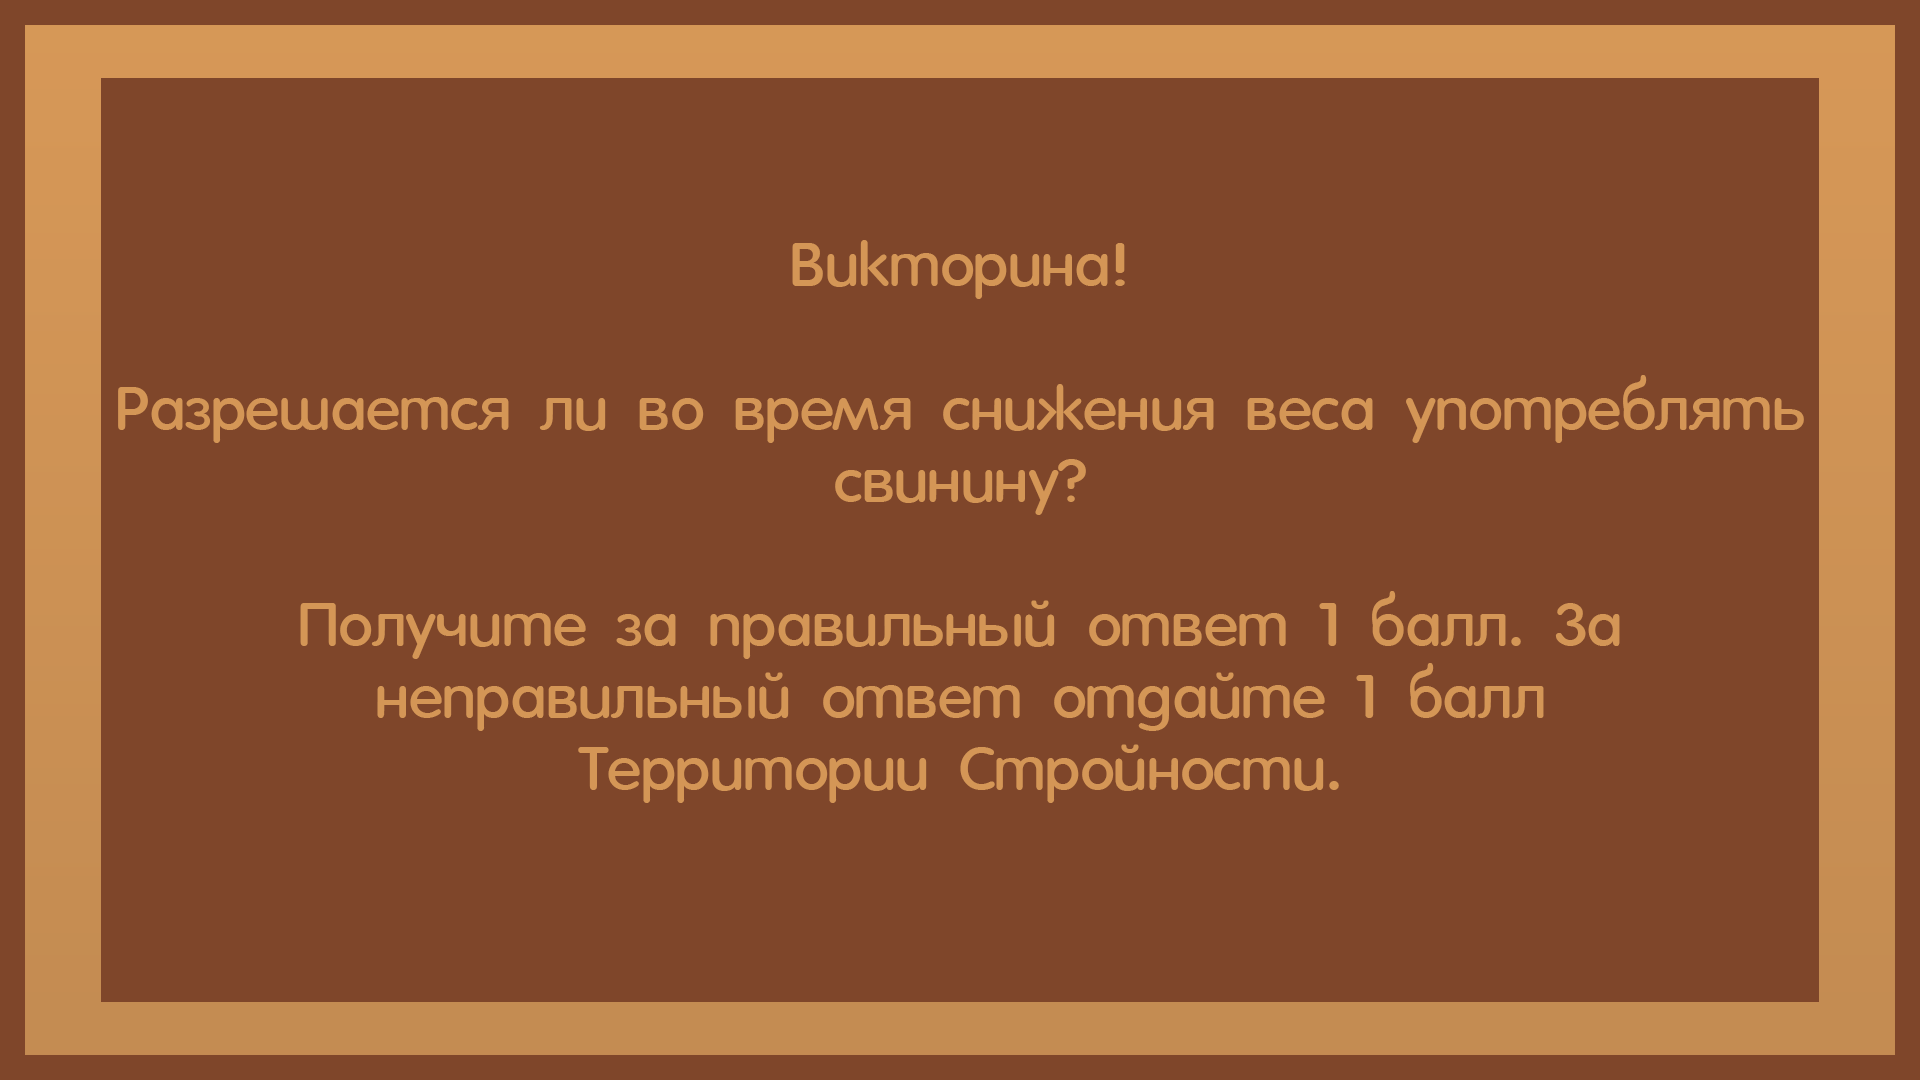 Викторина!
Разрешается ли во время снижения веса употреблять
свинину?
Получите за правильный ответ 1 балл. За
неправильный ответ отдайте 1 балл
Территории Стройности.